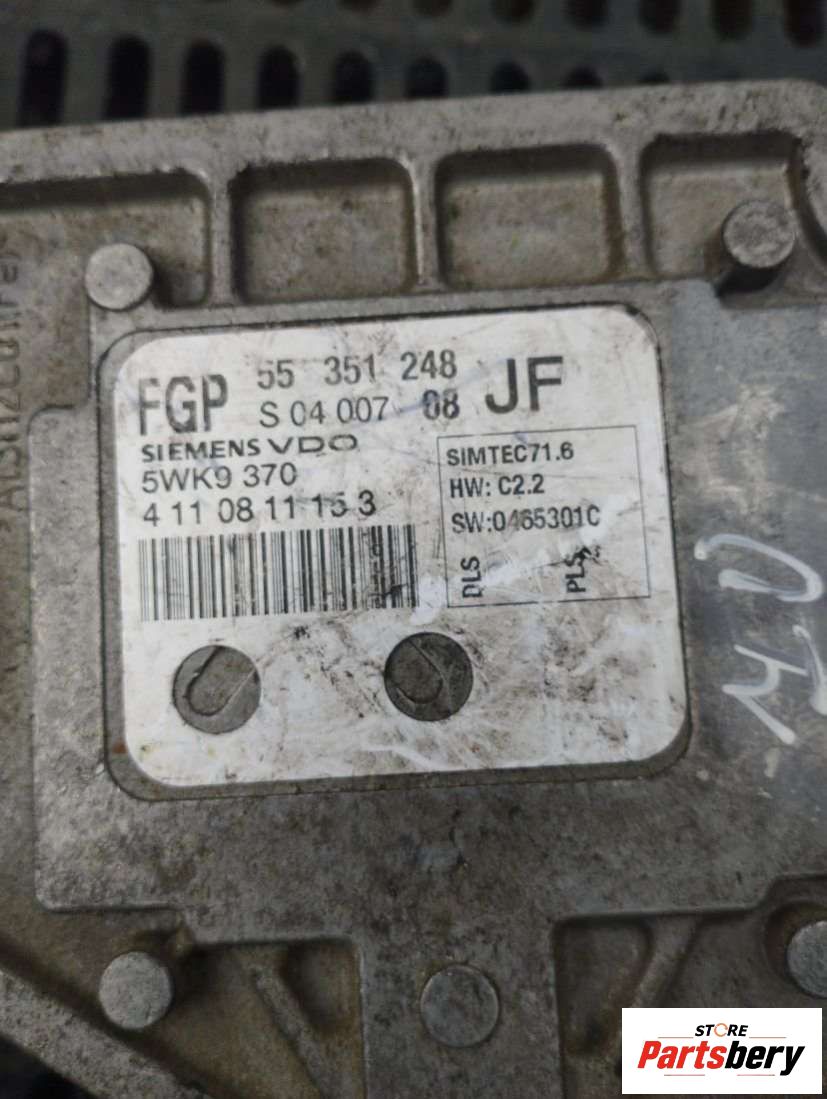 FGP 55 351 248 JF
S 04 007 08
SIEMENS VDO
5WK9 370
4 11 08 11 15 3
SIMTEC71.6
HW: C2.2
SW:0465301C
DLS PLS
STORE
Partsbery